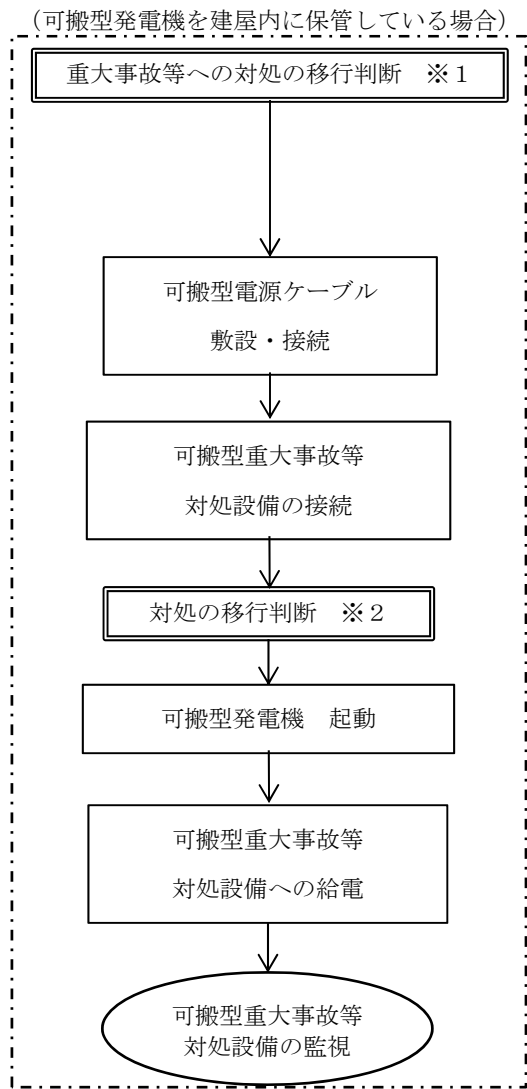 （可搬型発電機を建屋内に保管している場合）
重大事故等への対処の移行判断　※１
可搬型電源ケーブル
敷設・接続
可搬型重大事故等
対処設備の接続
対処の移行判断　※２
可搬型発電機　起動
可搬型重大事故等
対処設備への給電
可搬型重大事故等
対処設備の監視